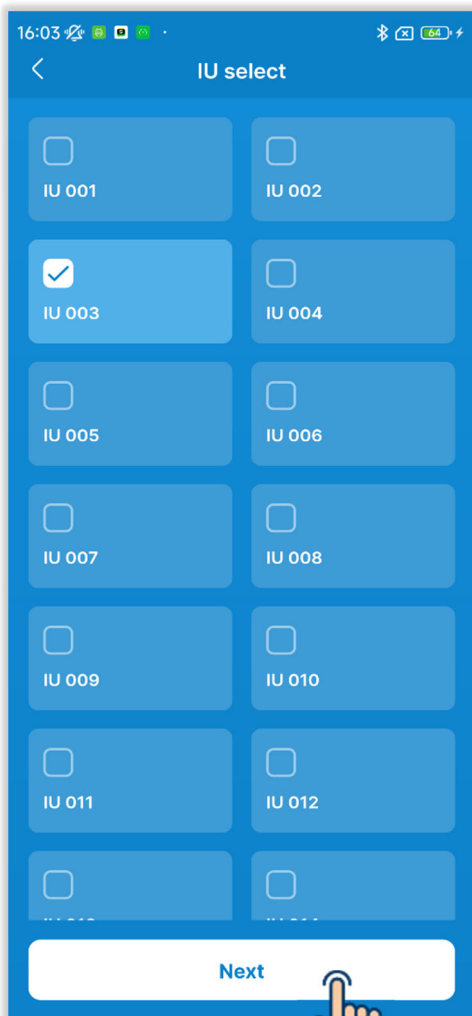 16:03 64
IU select
IU 001 IU 002
IU 003 IU 004
IU 005 IU 006
IU 007 IU 008
IU 009 IU 010
IU 011 IU 012
Next